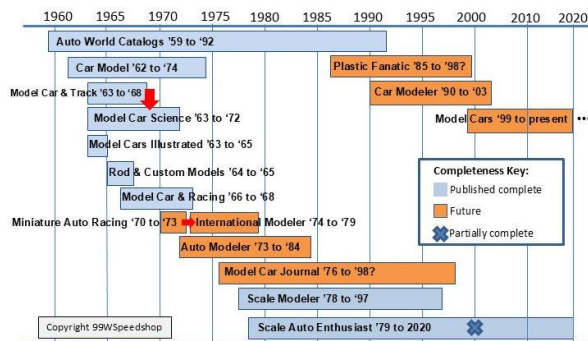 1960 1965 1970 1975 1980 1985 1990 1995 2000 2010 2020
Auto World Catalogs '59 to '92
Car Model '62 to '74
Plastic Fanatic '85 to '98?
Model Car & Track '63 to '68
Car Modeler '90 to '03
Model Car Science '63 to '72
Model Cars '99 to present ...
Model Cars Illustrated '63 to '65
Rod & Custom Models '64 to '65
Model Car & Racing '66 to '68
Miniature Auto Racing '70 to '73
International Modeler '74 to '79
Auto Modeler '73 to '84
Model Car Journal '76 to '98?
Scale Modeler '78 to '97
Scale Auto Enthusiast '79 to 2020
Completeness Key:
Published complete
Future
Partially complete
Copyright 99WSpeedshop